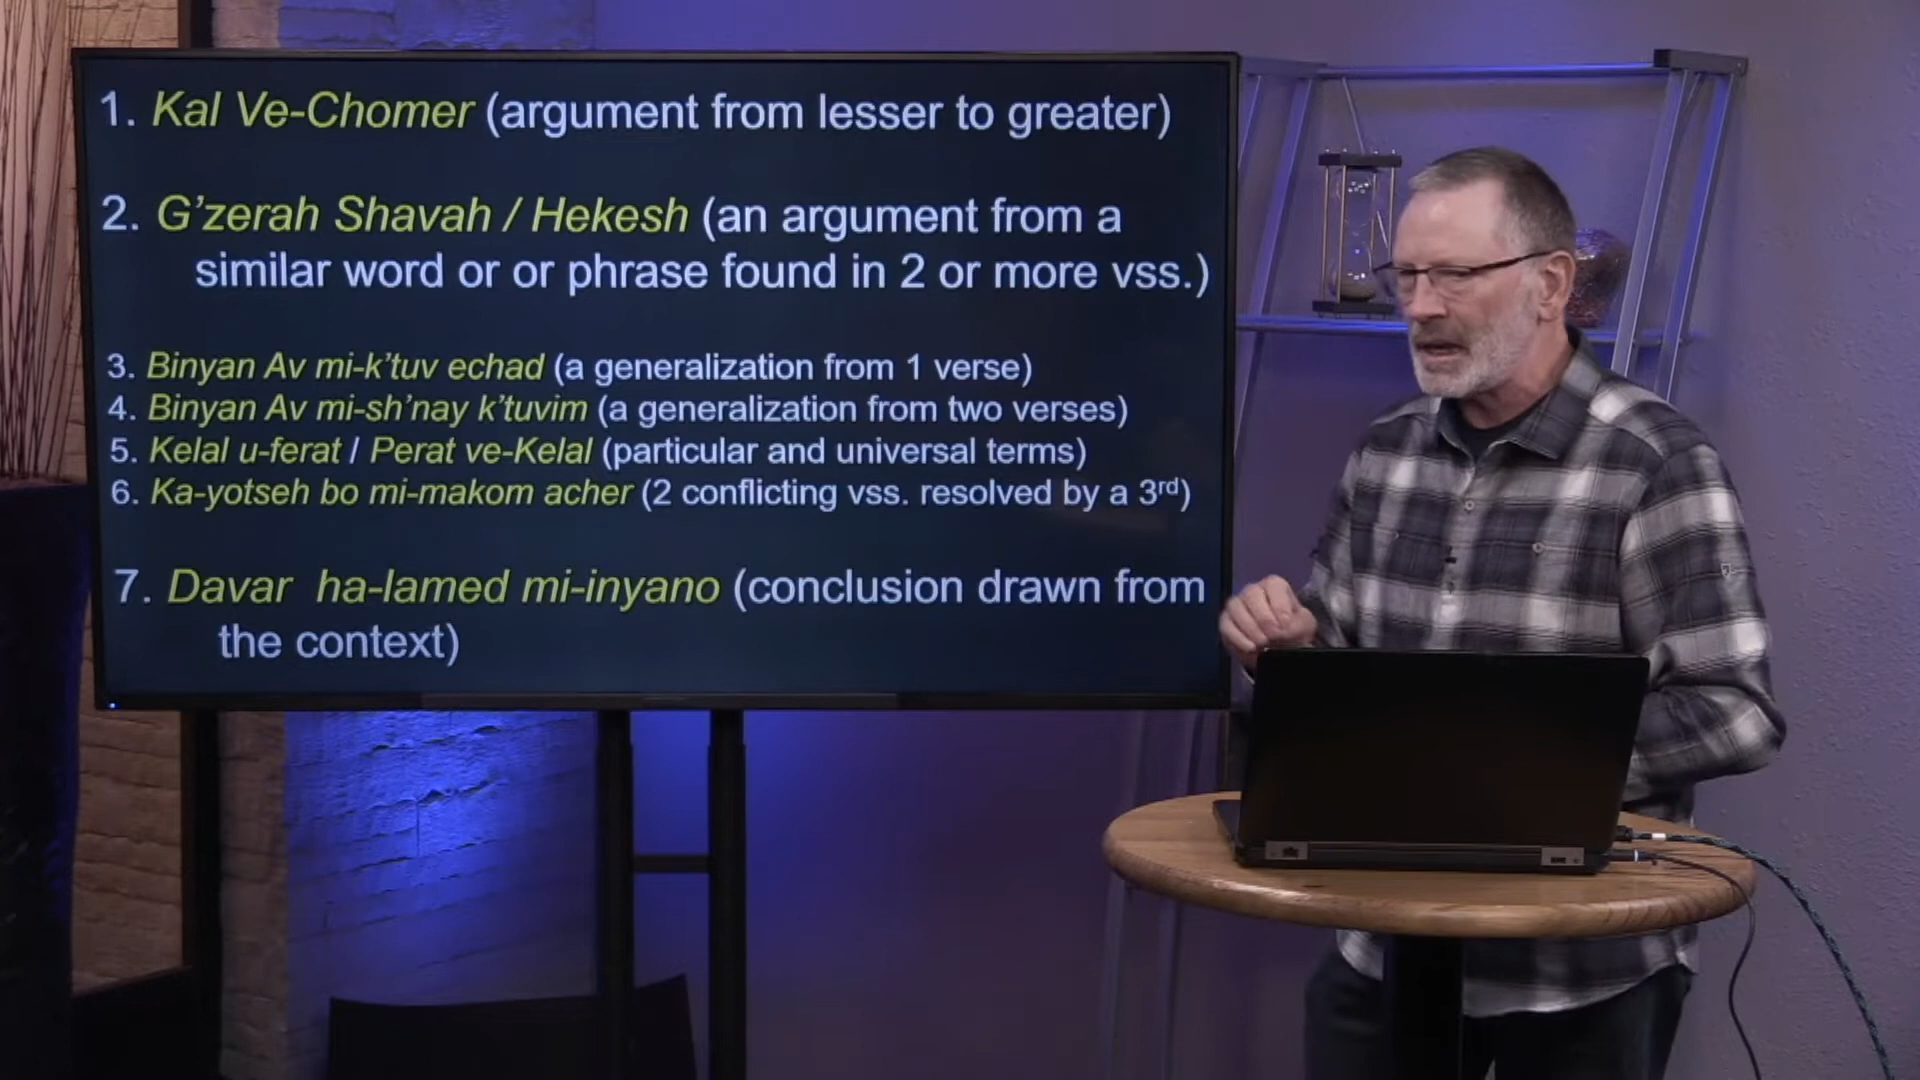 1. Kal Ve-Chomer (argument from lesser to greater)
2. G'zerah Shavah / Hekesh (an argument from a
similar word or or phrase found in 2 or more vss.)
3. Binyan Av mi-k'tuv echad (a generalization from 1 verse)
4. Binyan Av mi-sh'nay k'tuvim (a generalization from two verses)
5. Kelal u-ferat / Perat ve-Kelal (particular and universal terms)
6. Ka-yotseh bo mi-makom acher (2 conflicting vss. resolved by a 3rd)
7. Davar ha-lamed mi-inyano (conclusion drawn from
the context)